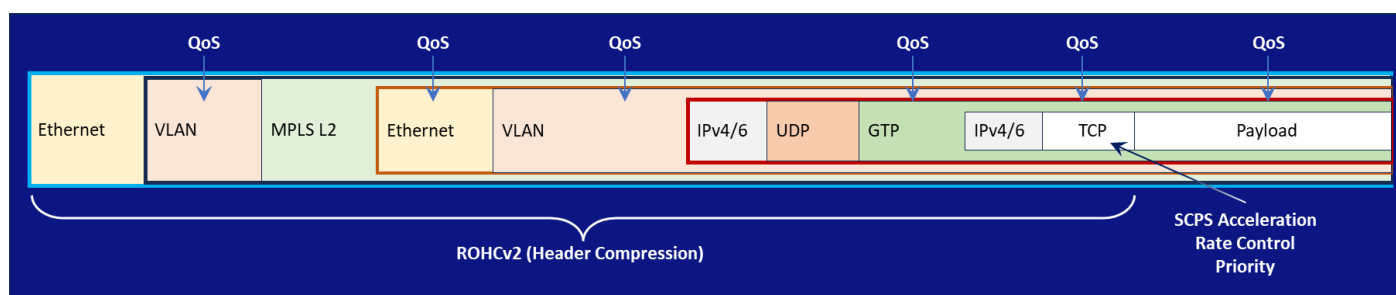 QoS QoS QoS QoS QoS QoS
Ethernet VLAN MPLS L2 Ethernet VLAN IPv4/6 UDP GTP IPv4/6 TCP Payload
ROHCv2 (Header Compression)
SCPS Acceleration
Rate Control
Priority